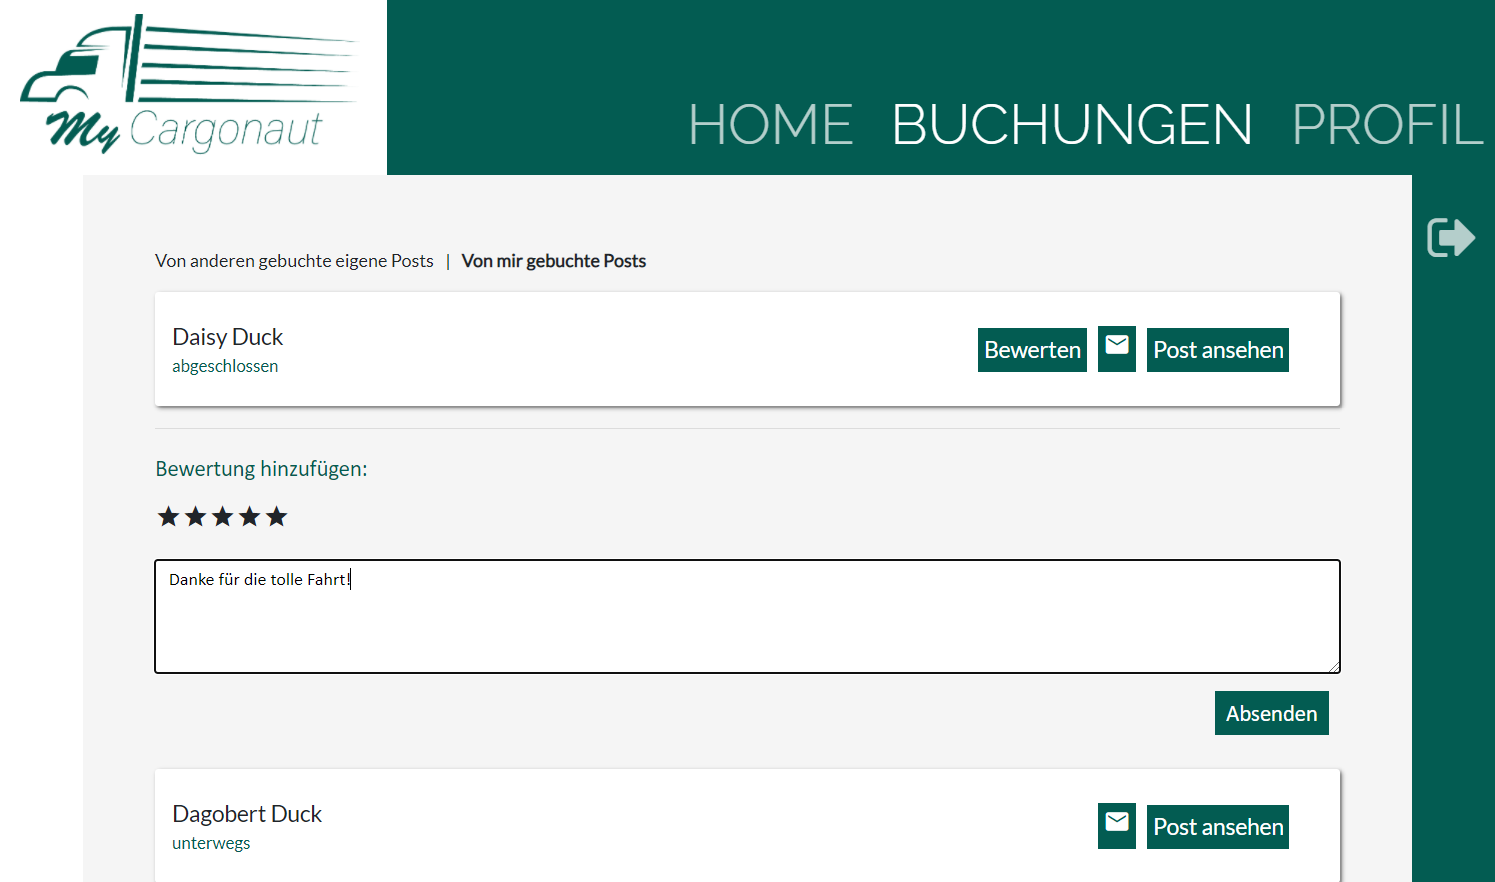 My Cargonaut
HOME BUCHUNGEN PROFIL
Von anderen gebuchte eigene Posts | Von mir gebuchte Posts
Daisy Duck
abgeschlossen
Bewerten Post ansehen
Bewertung hinzufügen:
Danke für die tolle Fahrt!
Absenden
Dagobert Duck
unterwegs
Post ansehen